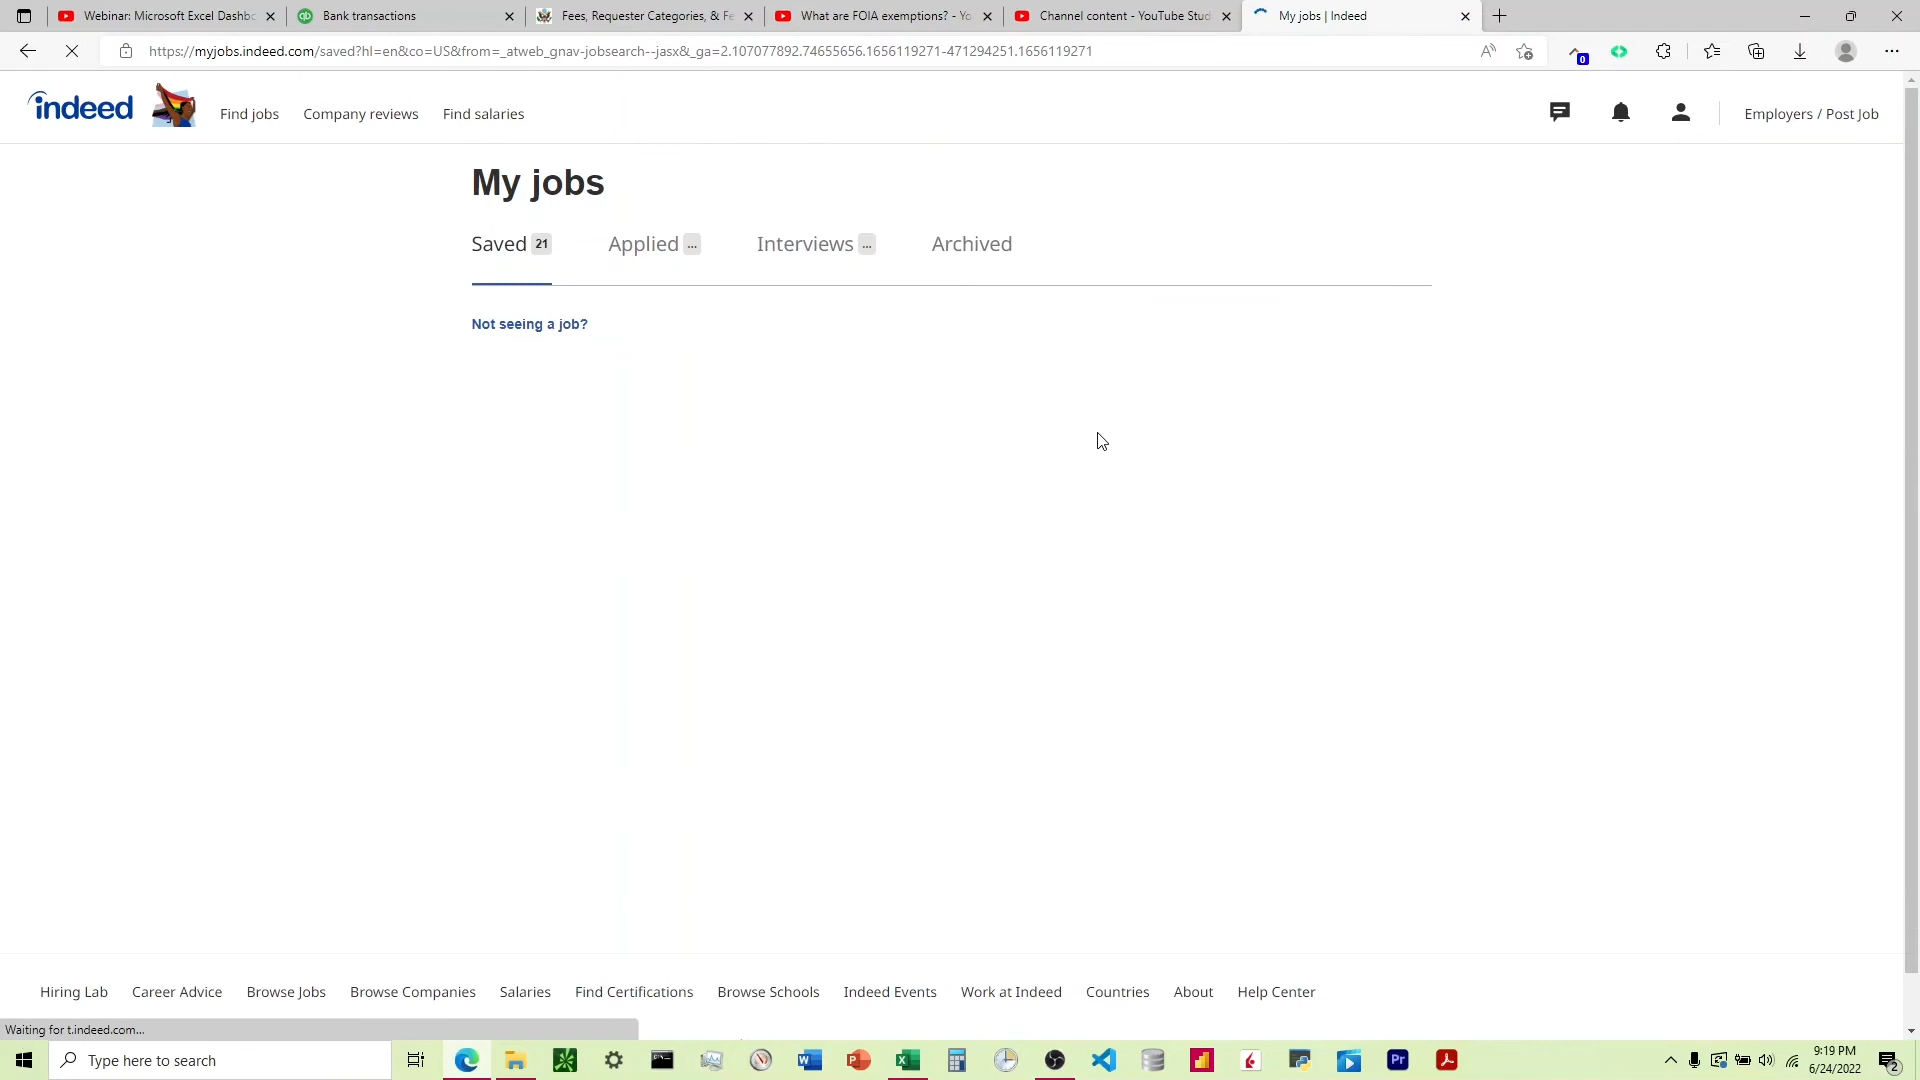 Webinar: Microsoft Excel Dashbo
Bank transactions
Fees, Requester Categories, & Fe
What are FOIA exemptions? - Yo
Channel content - YouTube Stud
My jobs | Indeed
https://myjobs.indeed.com/saved?hl=en&co=US&from=_atweb_gnav-jobsearch--jasx&_ga=2.107077892.74655656.1656119271-471294251.1656119271
0
indeed
Find jobs
Company reviews
Find salaries
Employers / Post Job
My jobs
Saved 21
Applied ...
Interviews ...
Archived
Not seeing a job?
Hiring Lab
Career Advice
Browse Jobs
Browse Companies
Salaries
Find Certifications
Browse Schools
Indeed Events
Work at Indeed
Countries
About
Help Center
Waiting for t.indeed.com...
Type here to search
9:19 PM
6/24/2022
2